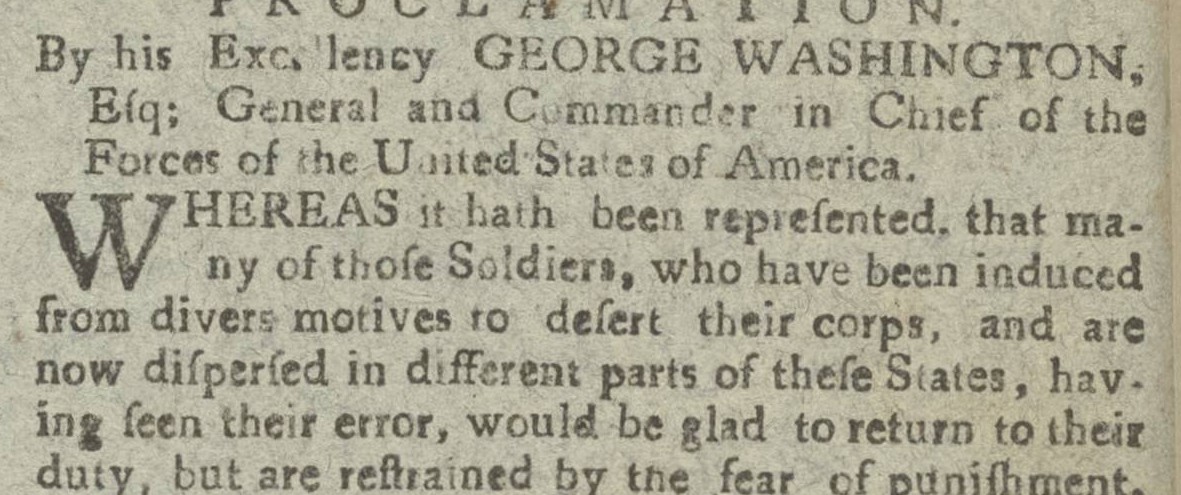 PROCLAMATION.
By his Excellency GEORGE WASHINGTON,
Eſq; General and Commander in Chief of the
Forces of the United States of America.
WHEREAS it hath been repreſented. that ma-
ny of thoſe Soldiers, who have been induced
from divers motives to deſert their corps, and are
now diſperſed in different parts of theſe States, hav-
ing ſeen their error, would be glad to return to their
duty, but are reſtrained by the fear of puniſhment.